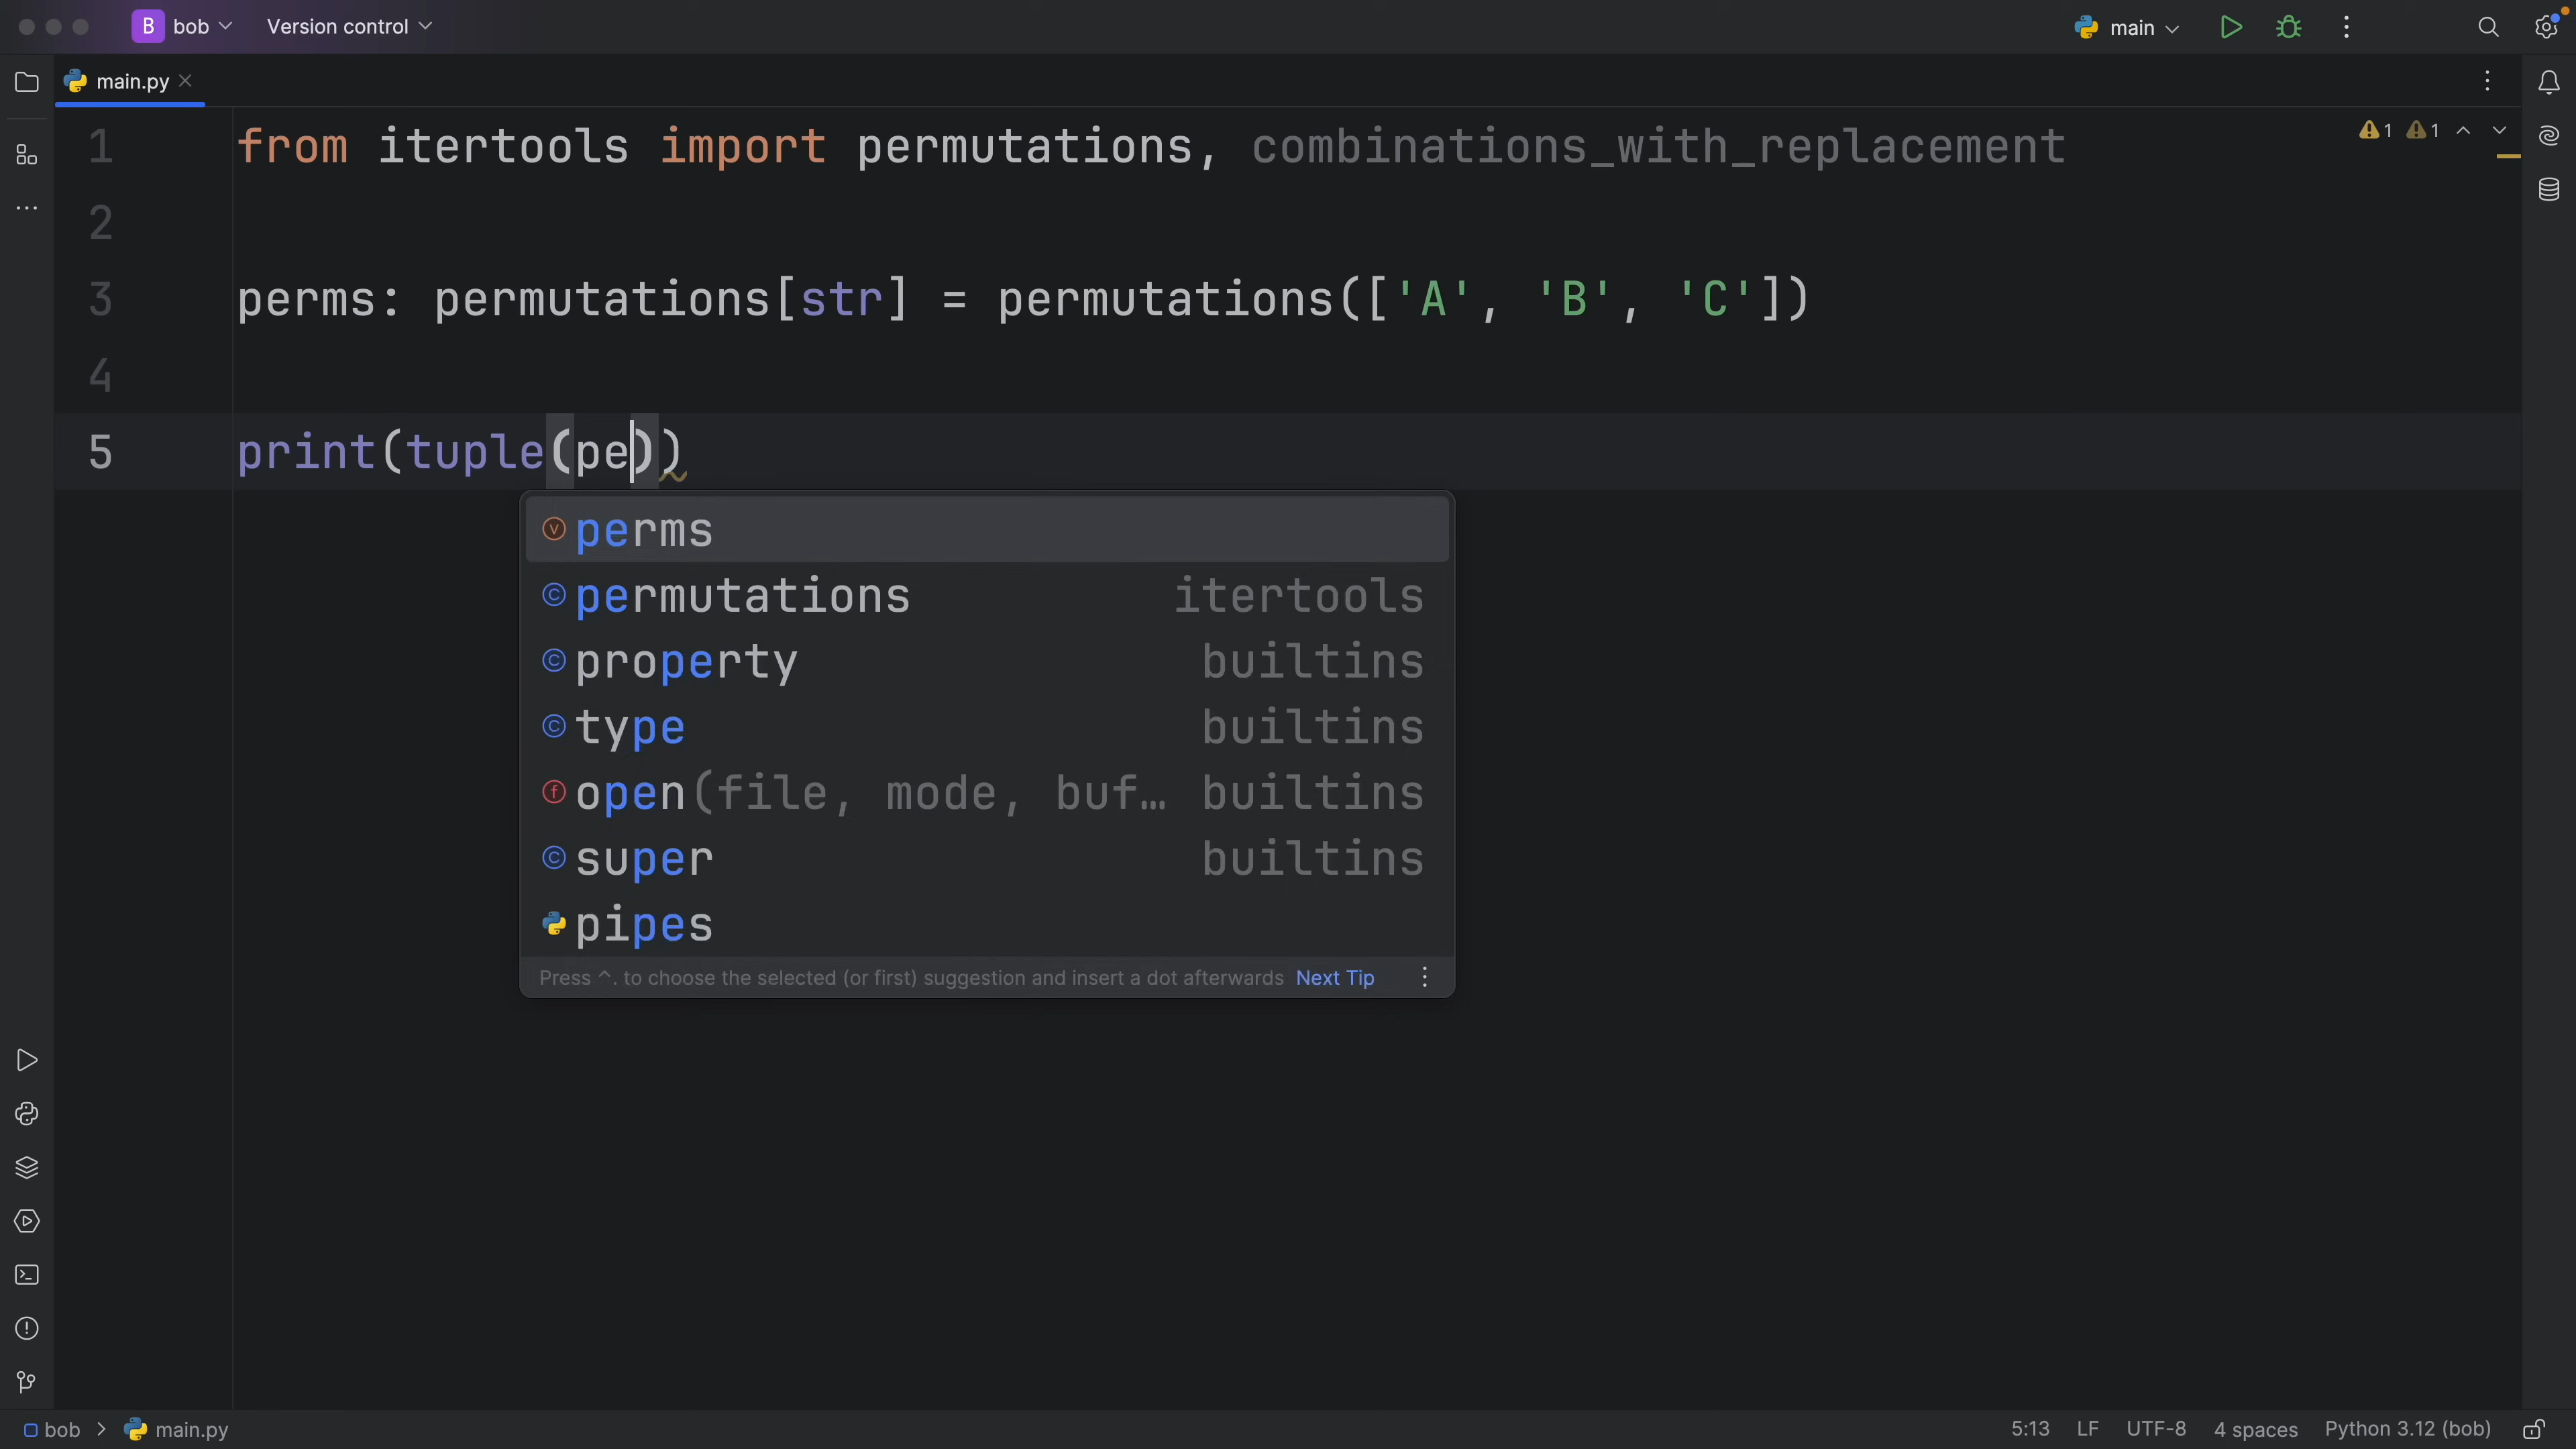 B bob Version control main
main.py
1 from itertools import permutations, combinations_with_replacement 1 1
2
3 perms: permutations[str] = permutations(['A', 'B', 'C'])
4
5 print(tuple(pe))
V perms
C permutations itertools
C property builtins
C type builtins
f open(file, mode, buf… builtins
C super builtins
pipes
Press ^. to choose the selected (or first) suggestion and insert a dot afterwards Next Tip
bob > main.py 5:13 LF UTF-8 4 spaces Python 3.12 (bob)